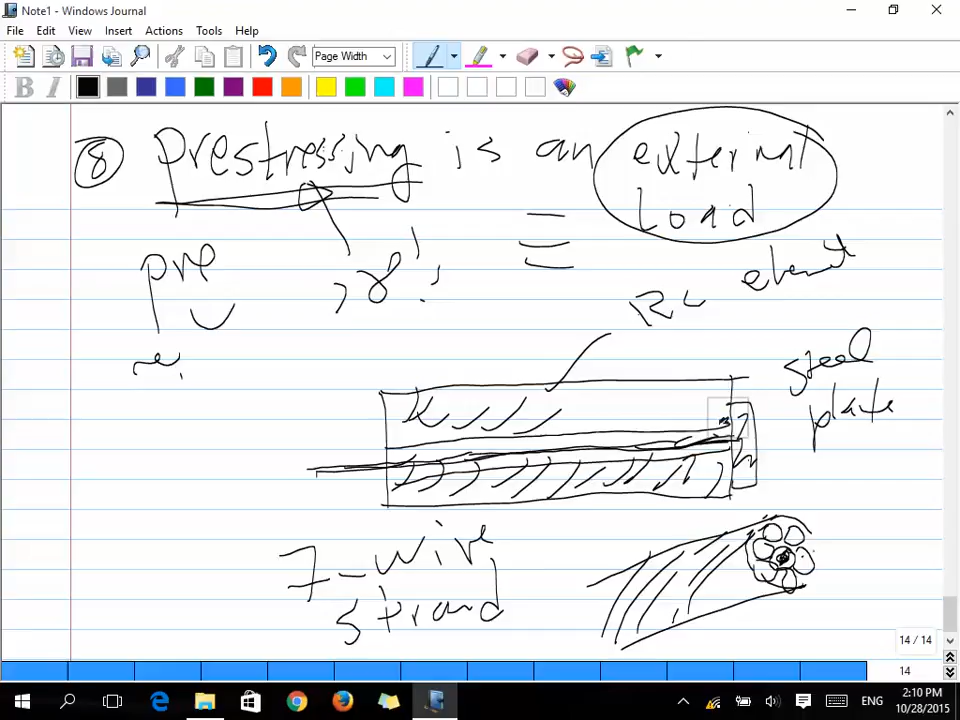 Note1 - Windows Journal
File Edit View Insert Actions Tools Help
Page Width
B I
8 prestressing is an external
Load
pre
RC element
steel
plate
7-wire
strand
14 / 14
14
ENG
2:10 PM
10/28/2015